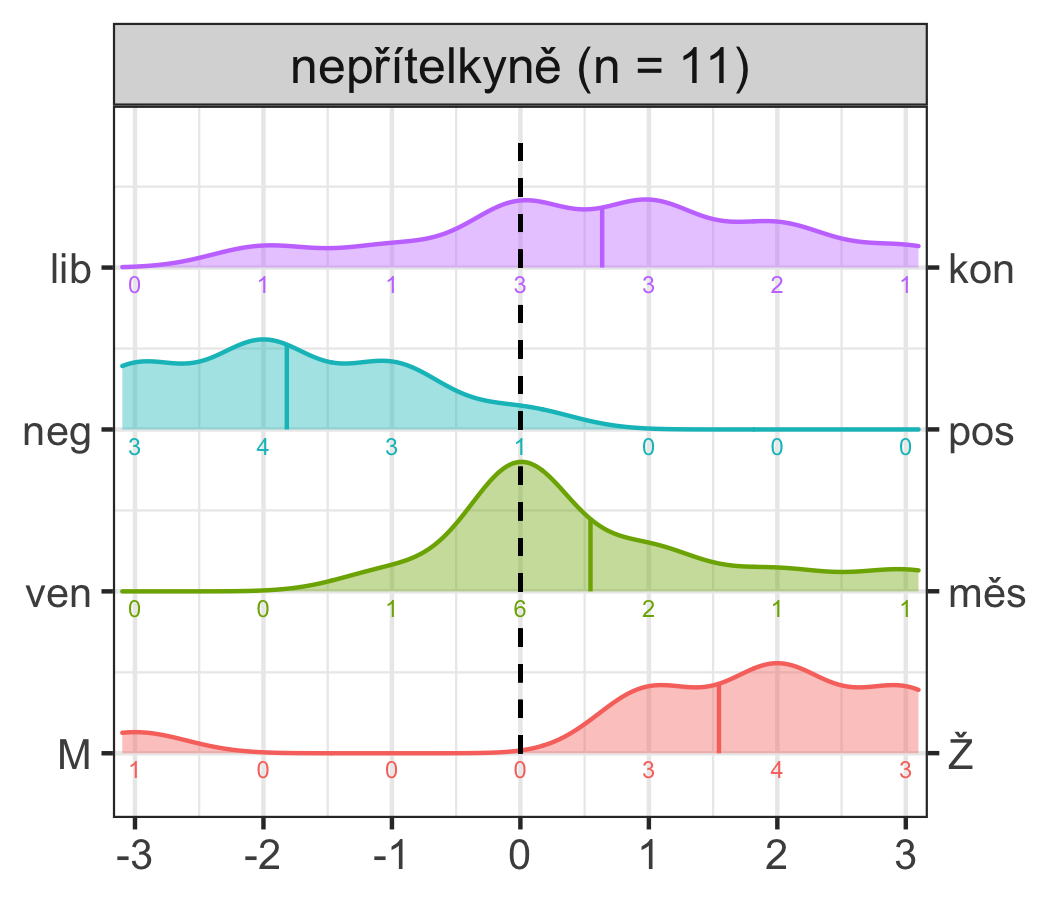 nepřítelkyně (n = 11)
lib kon
0 1 1 3 3 2 1
neg pos
3 4 3 1 0 0 0
ven měs
0 0 1 6 2 1 1
M Ž
1 0 0 0 3 4 3
-3 -2 -1 0 1 2 3